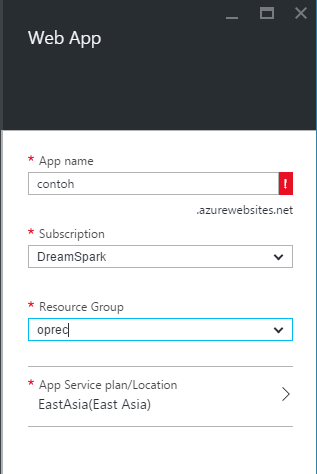 Web App
* App name
contoh
!
.azurewebsites.net
* Subscription
DreamSpark
* Resource Group
oprec
* App Service plan/Location
EastAsia(East Asia)